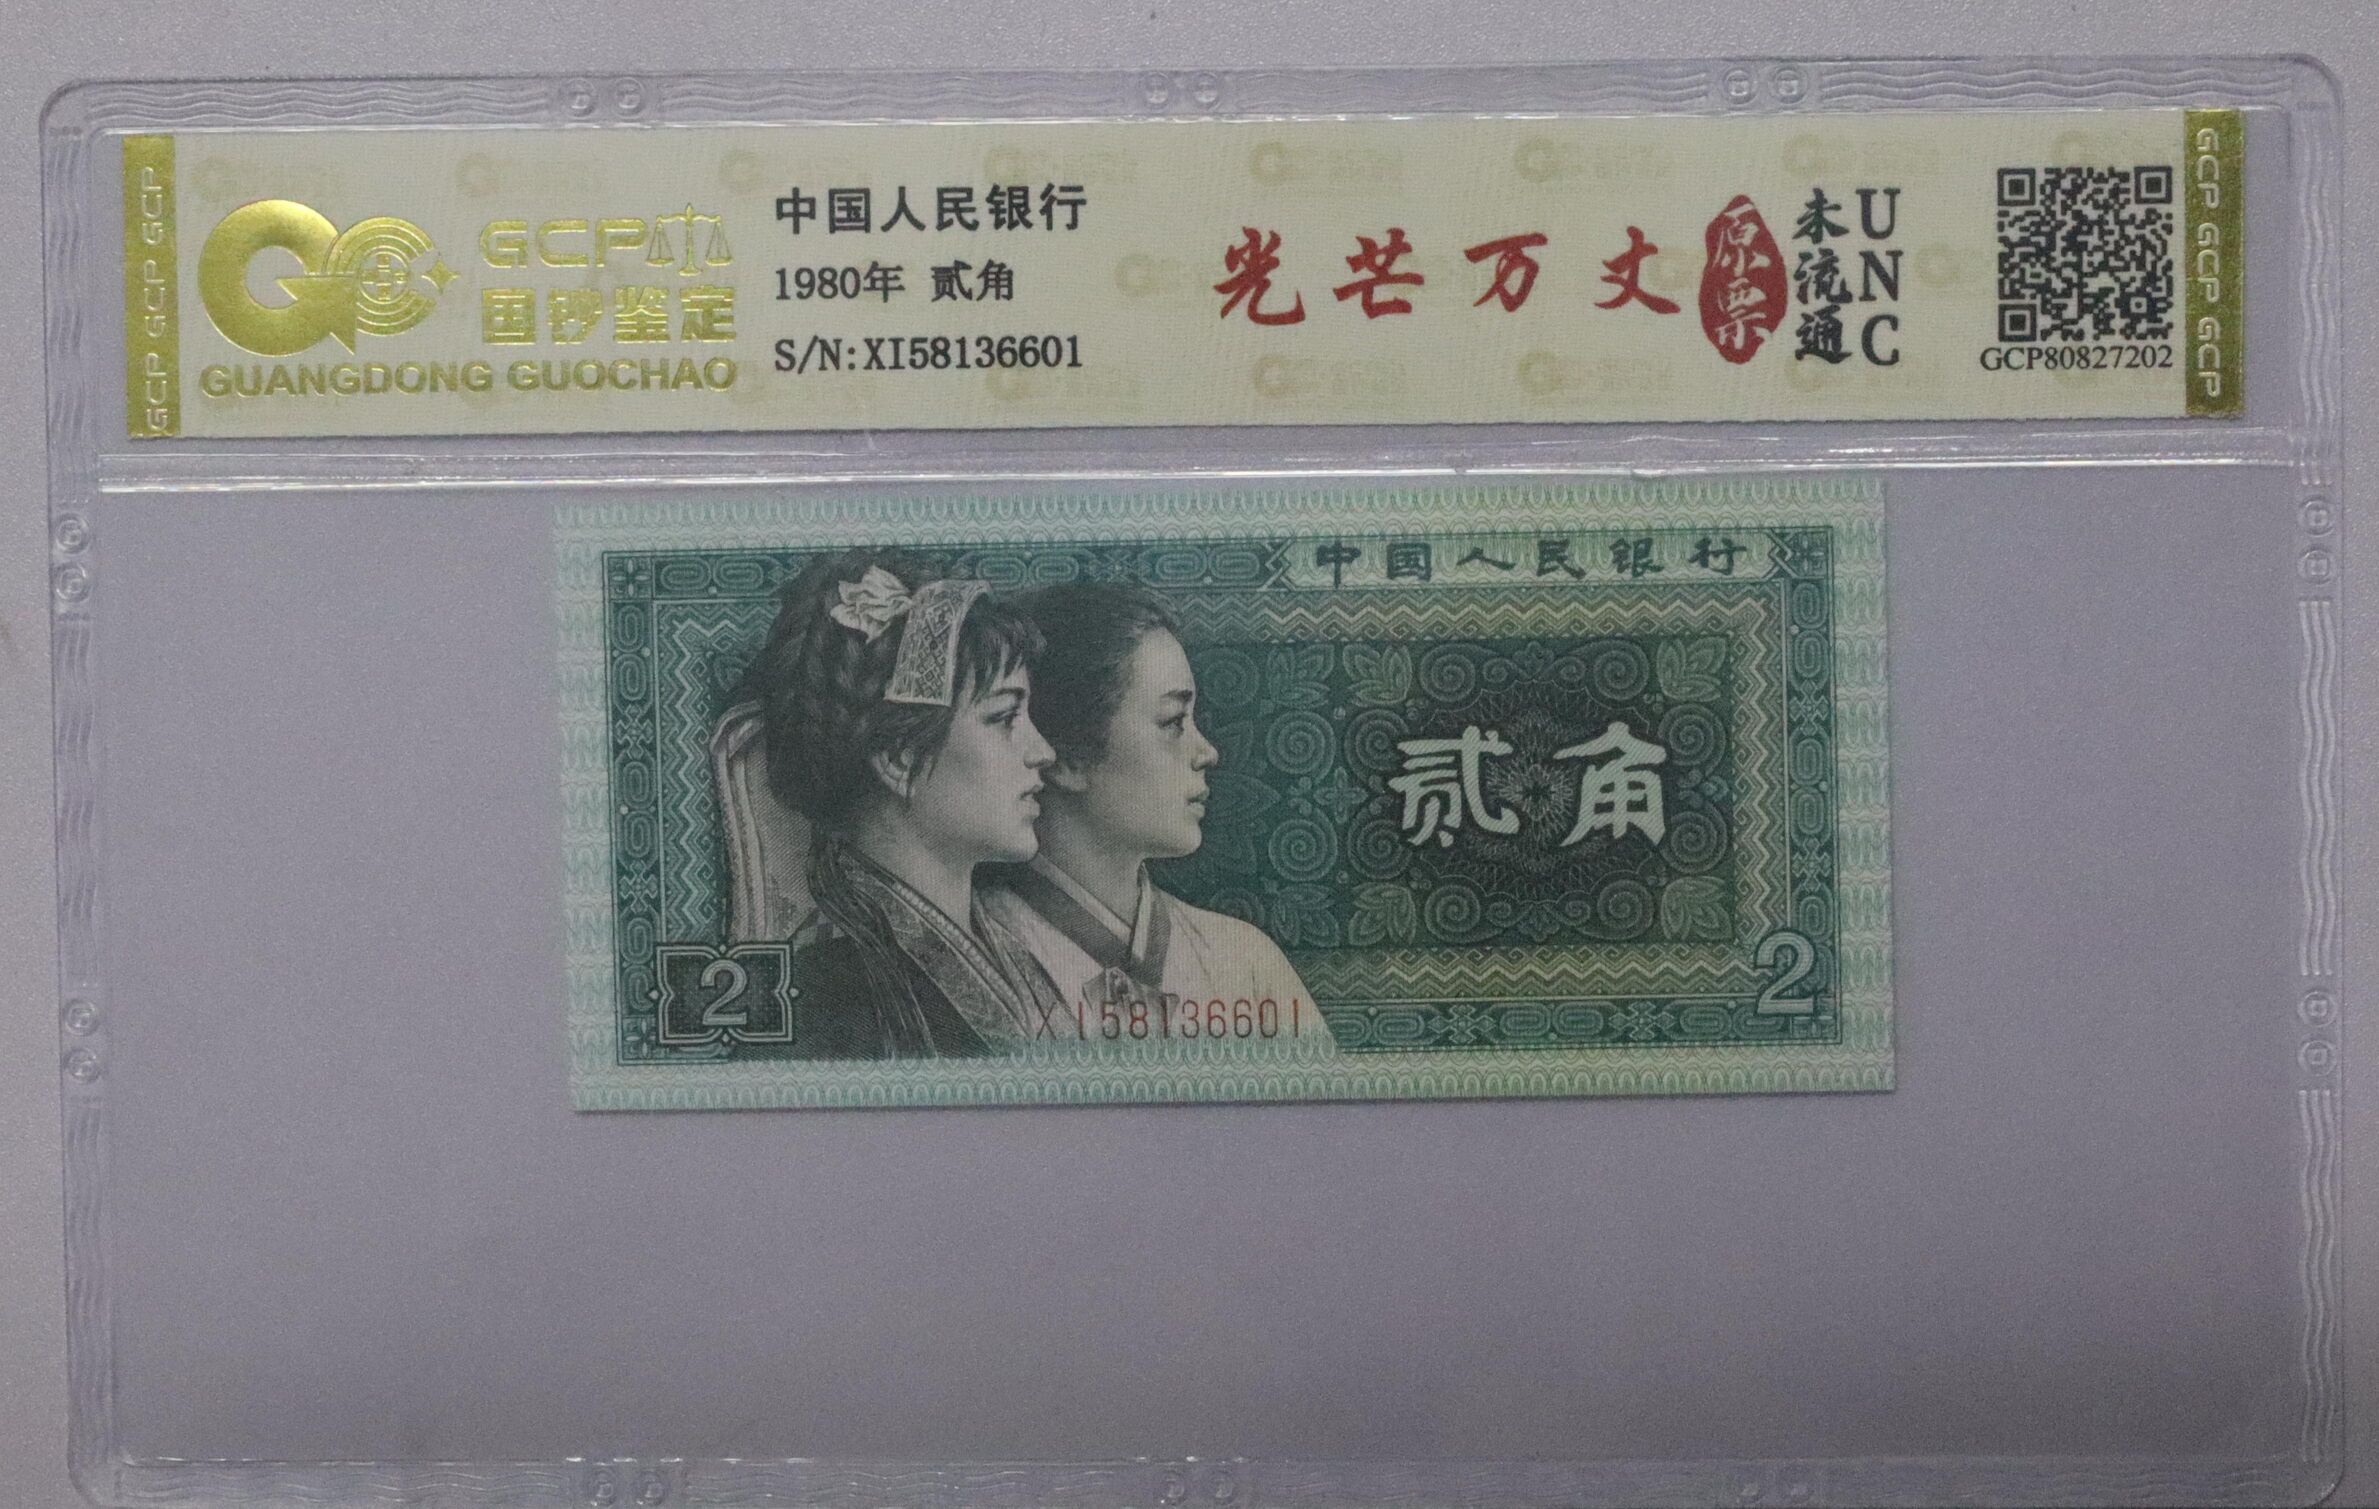 GCP GCP GCP
GCP
国钞鉴定
GUANGDONG GUOCHAO
中国人民银行
1980年 贰角
S/N:XI58136601
光芒万丈
原票
未流通
UNC
GCP80827202
GCP GCP GCP
中国人民银行
贰角
2
2
XI58136601